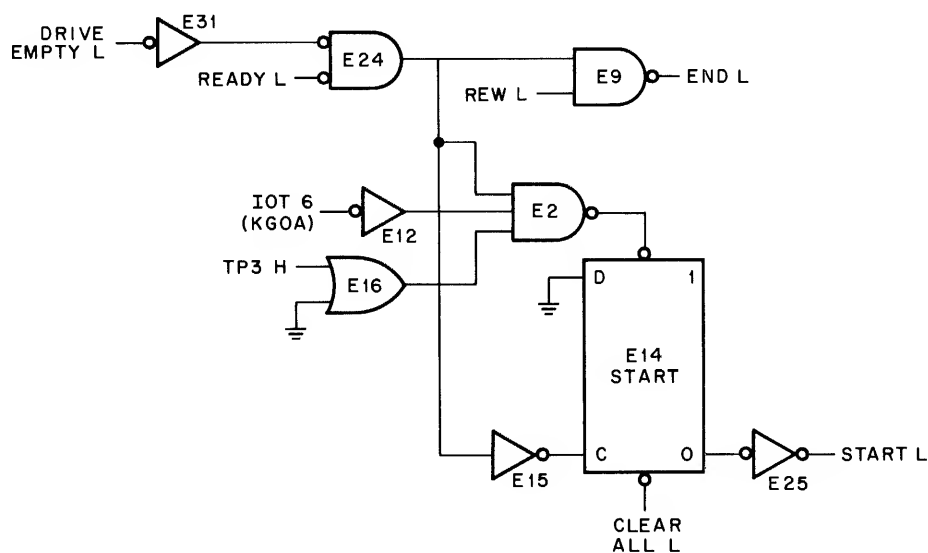 DRIVE
EMPTY L
E31
READY L
E24
REW L
E9
END L
IOT 6
(KGOA)
E12
E2
TP3 H
E16
D
1
E14
START
C
0
E15
E25
START L
CLEAR
ALL L